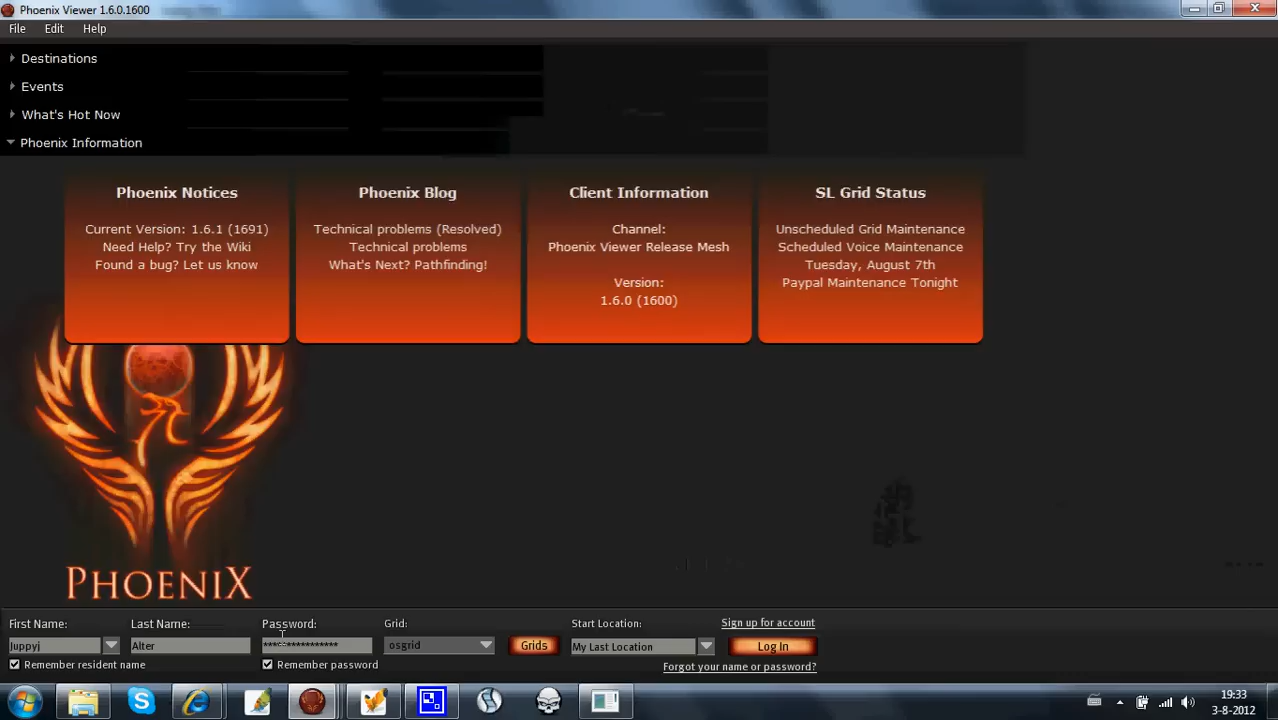 Phoenix Viewer 1.6.0.1600
File Edit Help
Destinations
Events
What's Hot Now
Phoenix Information
Phoenix Notices
Current Version: 1.6.1 (1691)
Need Help? Try the Wiki
Found a bug? Let us know
Phoenix Blog
Technical problems (Resolved)
Technical problems
What's Next? Pathfinding!
Client Information
Channel:
Phoenix Viewer Release Mesh
Version:
1.6.0 (1600)
SL Grid Status
Unscheduled Grid Maintenance
Scheduled Voice Maintenance
Tuesday, August 7th
Paypal Maintenance Tonight
PHOENIX
First Name: Last Name: Password: Grid: Start Location: Sign up for account
Juppyj Alter **************** osgrid Grids My Last Location Log In
Remember resident name Remember password Forgot your name or password?
19:33
3-8-2012